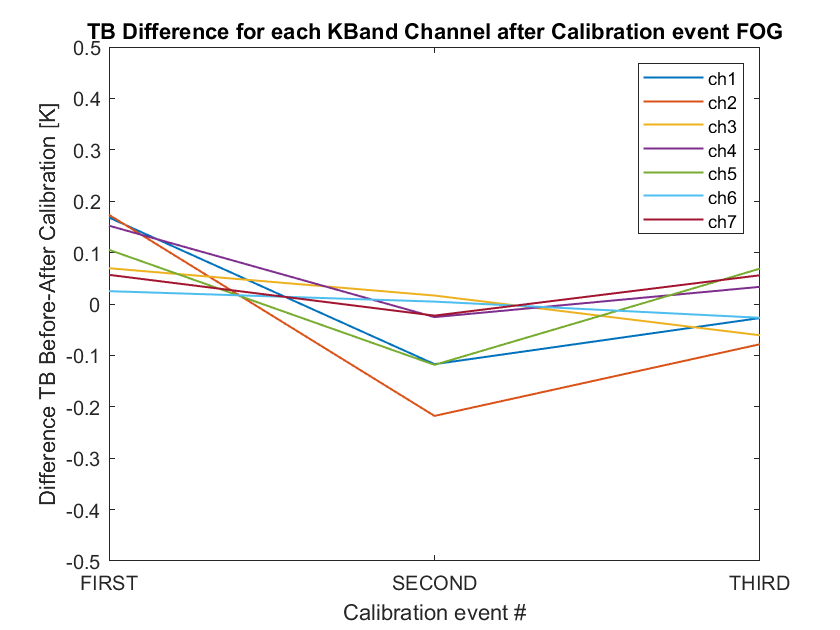 TB Difference for each KBand Channel after Calibration event FOG
Difference TB Before-After Calibration [K]
0.5
0.4
0.3
0.2
0.1
0
-0.1
-0.2
-0.3
-0.4
-0.5
ch1
ch2
ch3
ch4
ch5
ch6
ch7
FIRST SECOND THIRD
Calibration event #